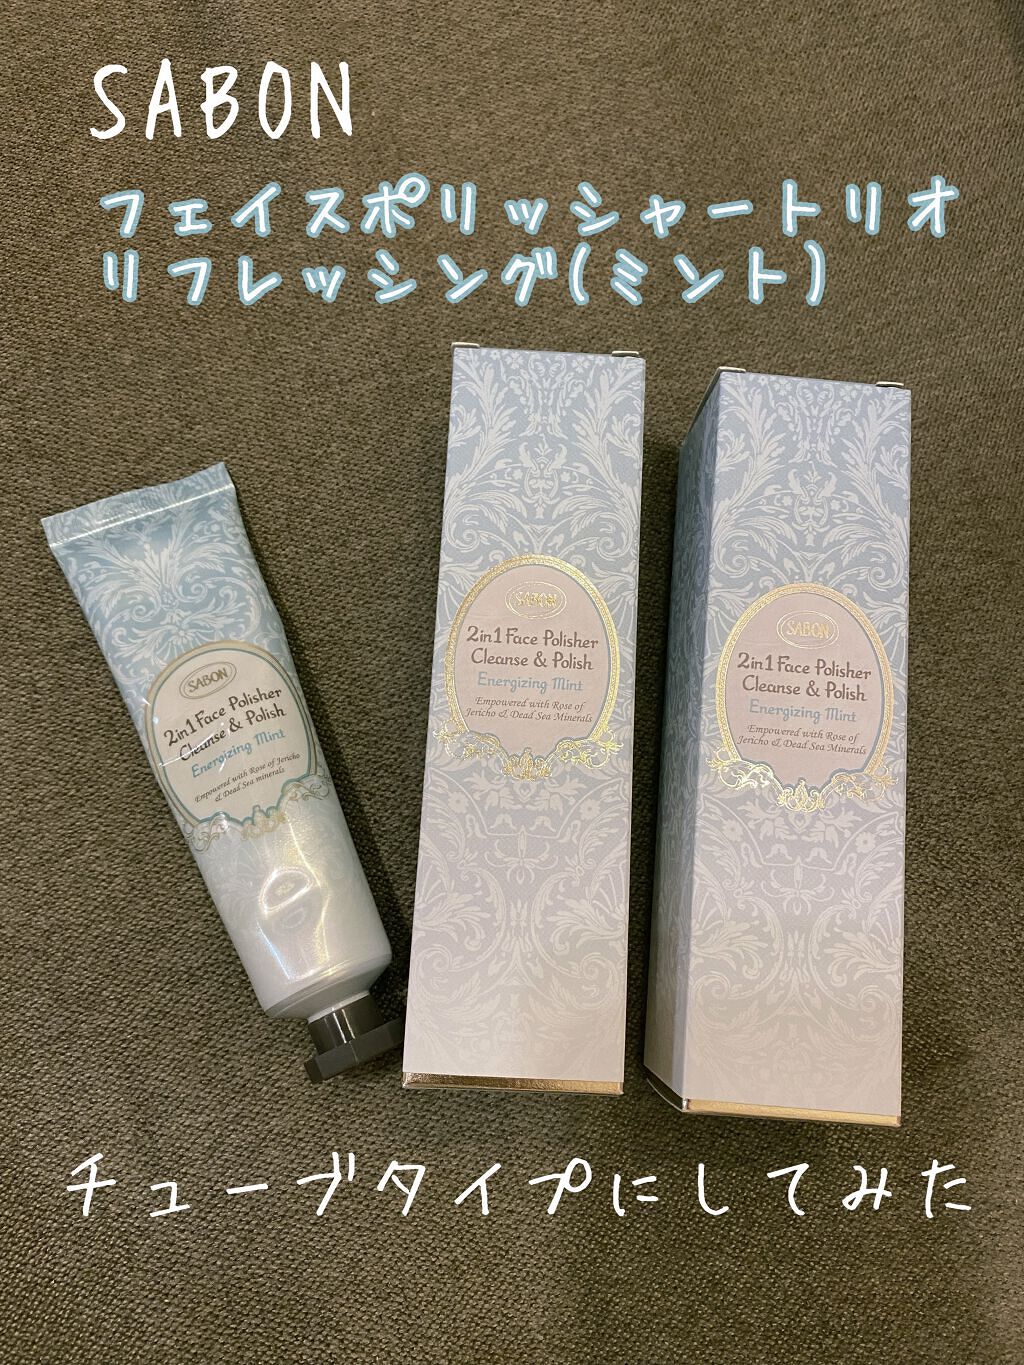 SABON
フェイスポリッシャートリオ
リフレッシング(ミント)
SABON
2in1 Face Polisher
Cleanse & Polish
Energizing Mint
Empowered with Rose of Jericho
& Dead Sea minerals
SABON
2in1 Face Polisher
Cleanse & Polish
Energizing Mint
Empowered with Rose of
Jericho & Dead Sea Minerals
SABON
2in1 Face Polisher
Cleanse & Polish
Energizing Mint
Empowered with Rose of
Jericho & Dead Sea Minerals
チューブタイプにしてみた